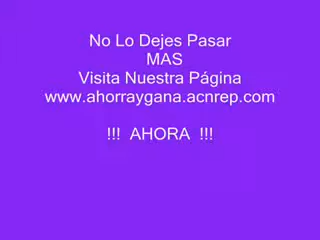 No Lo Dejes Pasar
MAS
Visita Nuestra Página
www.ahorraygana.acnrep.com
!!! AHORA !!!